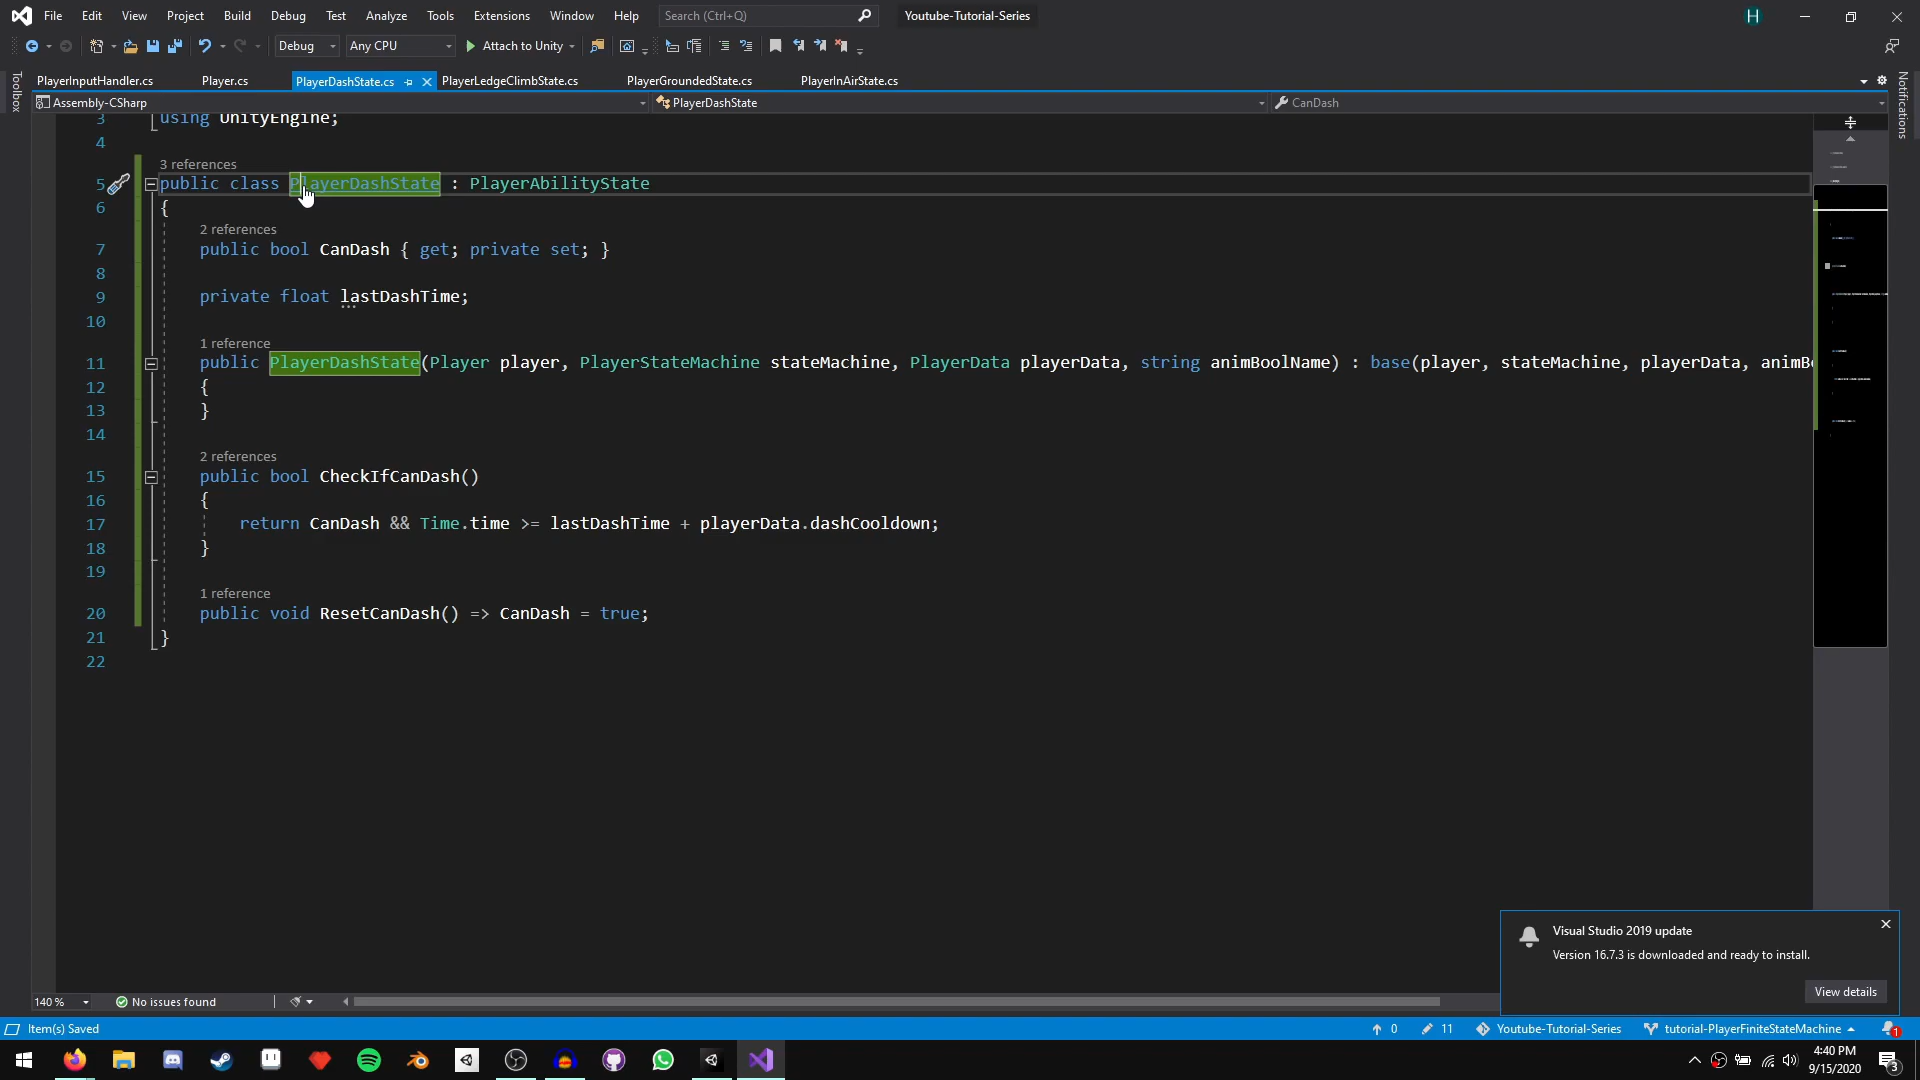 File Edit View Project Build Debug Test Analyze Tools Extensions Window Help Search (Ctrl+Q) Youtube-Tutorial-Series H
Debug Any CPU Attach to Unity
PlayerInputHandler.cs Player.cs PlayerDashState.cs PlayerLedgeClimbState.cs PlayerGroundedState.cs PlayerInAirState.cs
Toolbox
Notifications
Assembly-CSharp PlayerDashState CanDash
3 using UnityEngine;
4
3 references
5 public class PlayerDashState : PlayerAbilityState
6 {
2 references
7 public bool CanDash { get; private set; }
8
9 private float lastDashTime;
10
1 reference
11 public PlayerDashState(Player player, PlayerStateMachine stateMachine, PlayerData playerData, string animBoolName) : base(player, stateMachine, playerData, animB
12 {
13 }
14
2 references
15 public bool CheckIfCanDash()
16 {
17 return CanDash && Time.time >= lastDashTime + playerData.dashCooldown;
18 }
19
1 reference
20 public void ResetCanDash() => CanDash = true;
21 }
22
Visual Studio 2019 update
Version 16.7.3 is downloaded and ready to install.
View details
140 % No issues found
Item(s) Saved 0 11 Youtube-Tutorial-Series tutorial-PlayerFiniteStateMachine 1
4:40 PM
9/15/2020
3